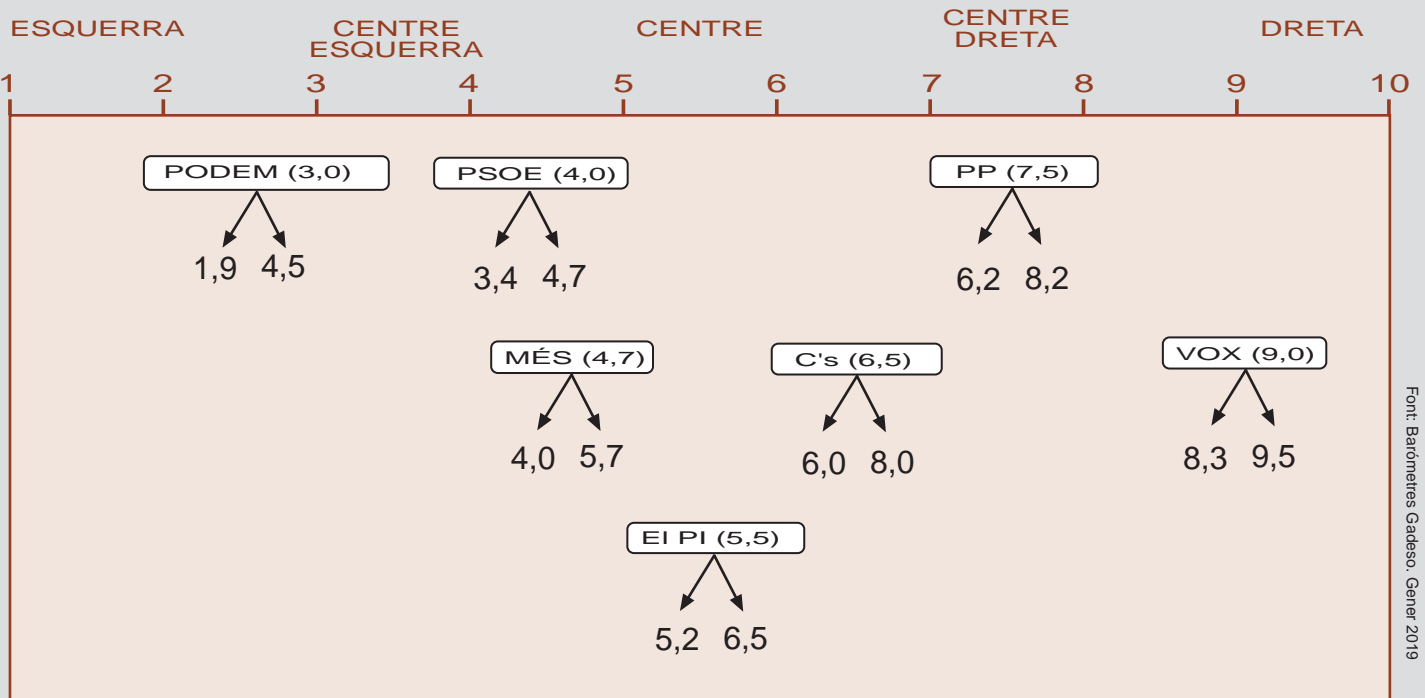 ESQUERRA
CENTRE
ESQUERRA
CENTRE
CENTRE
DRETA
DRETA
1 2 3 4 5 6 7 8 9 10
PODEM (3,0)
PSOE (4,0)
PP (7,5)
1,9 4,5
3,4 4,7
6,2 8,2
MÉS (4,7)
C's (6,5)
VOX (9,0)
4,0 5,7
6,0 8,0
8,3 9,5
El PI (5,5)
5,2 6,5
Font: Barómetres Gadeso. Gener 2019